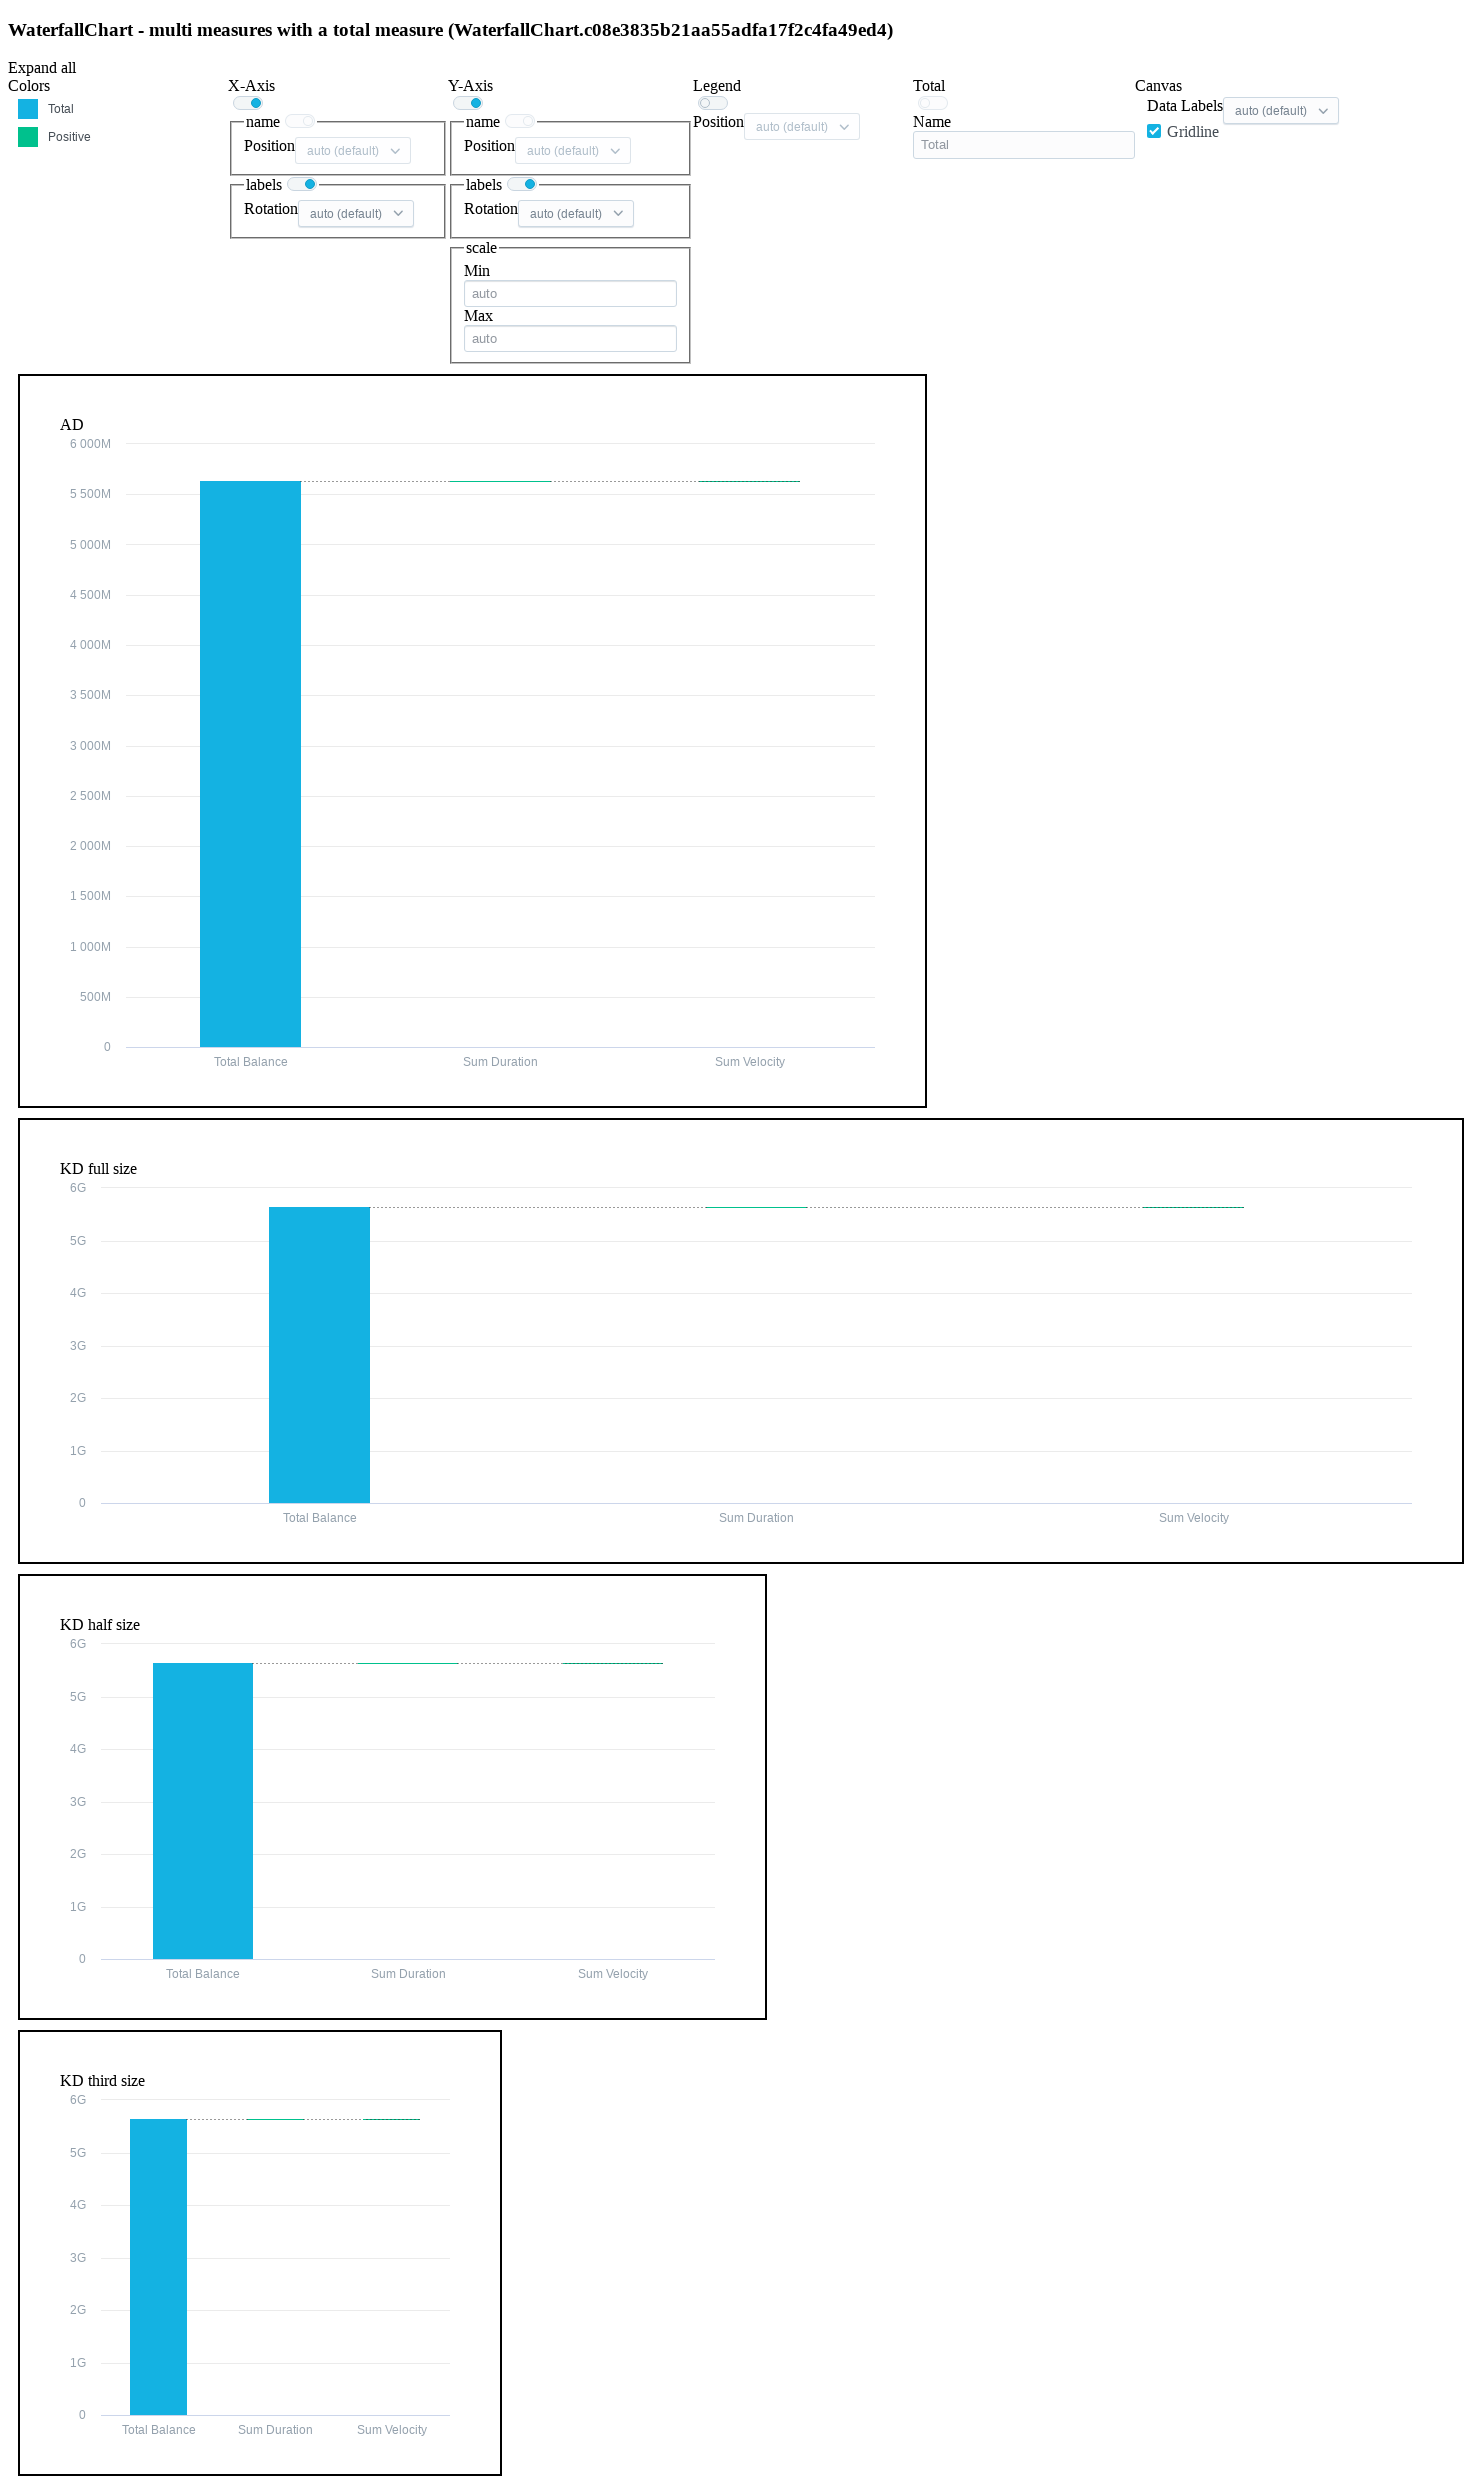 WaterfallChart - multi measures with a total measure (WaterfallChart.c08e3835b21aa55adfa17f2c4fa49ed4)
Expand all
Colors
Total
Positive
X-Axis
name
Position auto (default)
labels
Rotation auto (default)
Y-Axis
name
Position auto (default)
labels
Rotation auto (default)
scale
Min
auto
Max
auto
Legend
Position auto (default)
Total
Name
Total
Canvas
Data Labels auto (default)
Gridline
AD
6 000M
5 500M
5 000M
4 500M
4 000M
3 500M
3 000M
2 500M
2 000M
1 500M
1 000M
500M
0
Total Balance Sum Duration Sum Velocity
KD full size
6G
5G
4G
3G
2G
1G
0
Total Balance Sum Duration Sum Velocity
KD half size
6G
5G
4G
3G
2G
1G
0
Total Balance Sum Duration Sum Velocity
KD third size
6G
5G
4G
3G
2G
1G
0
Total Balance Sum Duration Sum Velocity